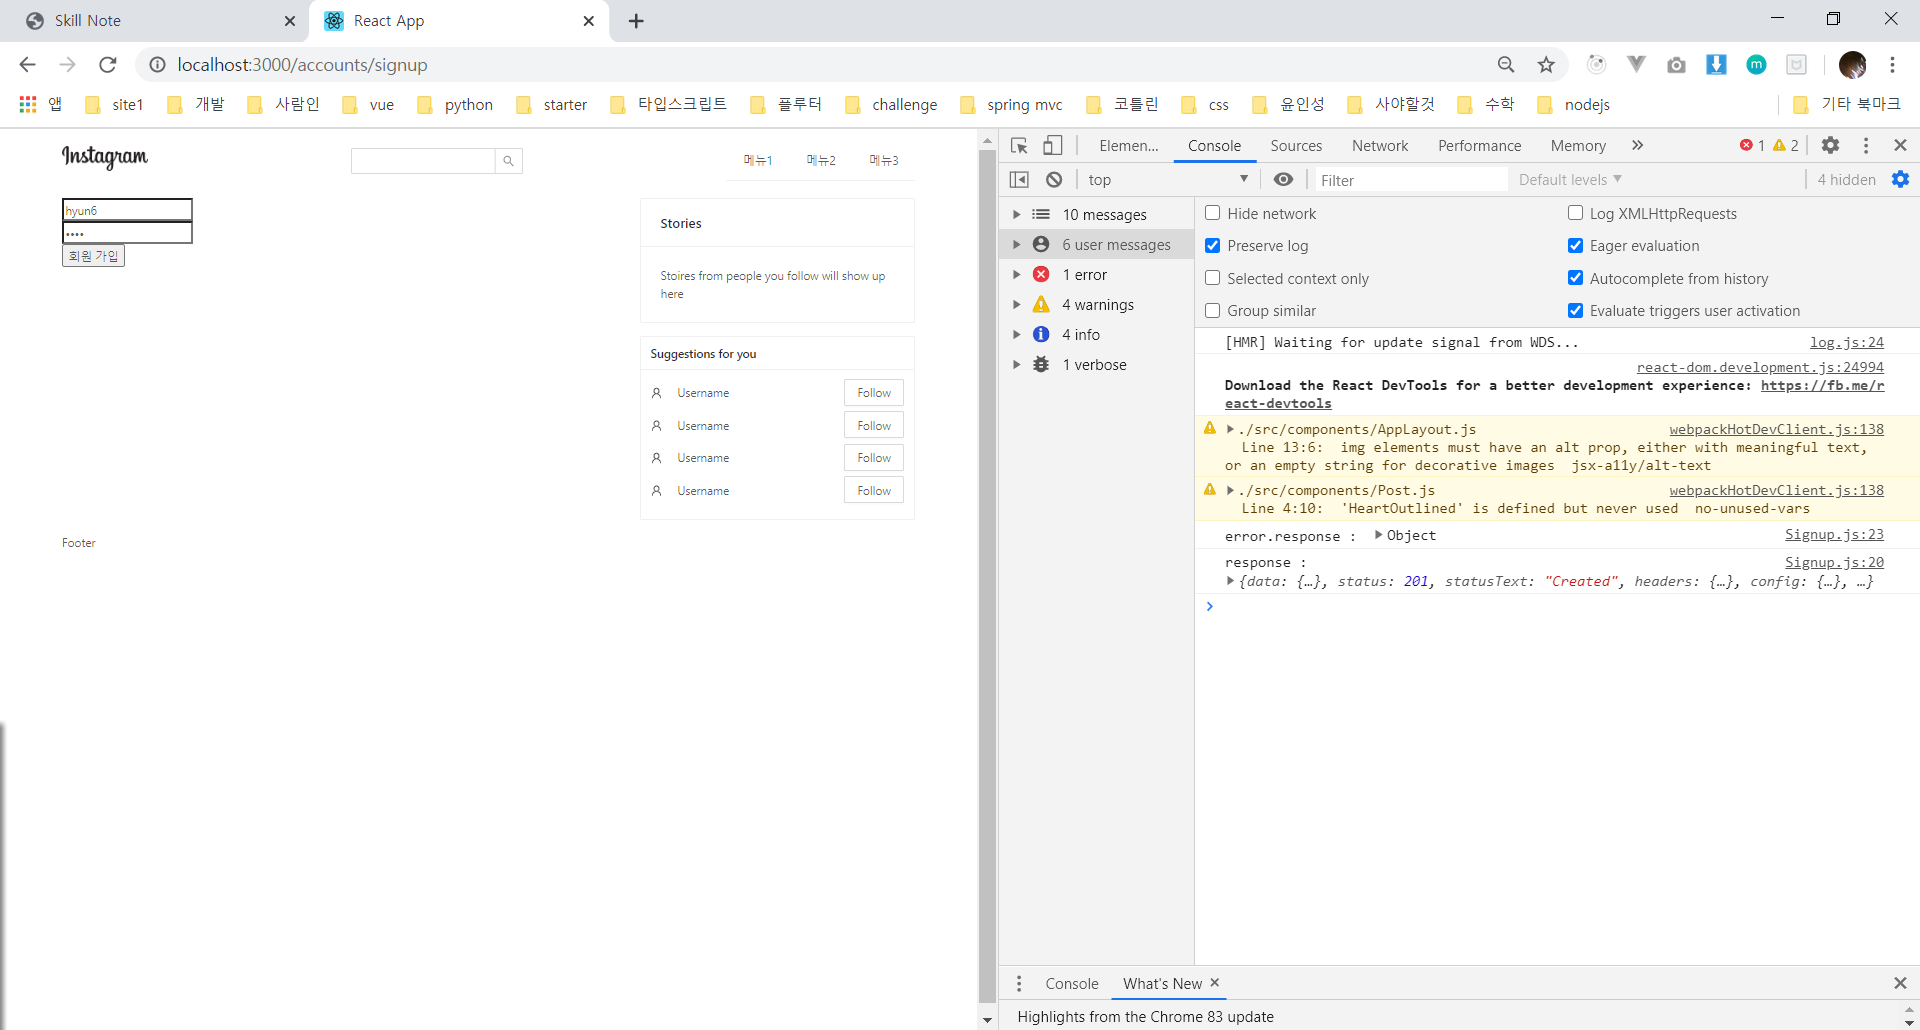 Skill Note
React App
localhost:3000/accounts/signup
앱 site1 개발 사람인 vue python starter 타입스크립트 플루터 challenge spring mvc 코틀린 css 윤인성 사야할것 수학 nodejs 기타 북마크
Instagram
메뉴1 메뉴2 메뉴3
hyun6
••••
회원 가입
Stories
Stoires from people you follow will show up
here
Suggestions for you
Username Follow
Username Follow
Username Follow
Username Follow
Footer
Elemen... Console Sources Network Performance Memory » 1 2
top Filter Default levels 4 hidden
10 messages
6 user messages
1 error
4 warnings
4 info
1 verbose
Hide network Log XMLHttpRequests
Preserve log Eager evaluation
Selected context only Autocomplete from history
Group similar Evaluate triggers user activation
[HMR] Waiting for update signal from WDS... log.js:24
react-dom.development.js:24994
Download the React DevTools for a better development experience: https://fb.me/r
eact-devtools
./src/components/AppLayout.js webpackHotDevClient.js:138
Line 13:6: img elements must have an alt prop, either with meaningful text,
or an empty string for decorative images jsx-a11y/alt-text
./src/components/Post.js webpackHotDevClient.js:138
Line 4:10: 'HeartOutlined' is defined but never used no-unused-vars
error.response : Object Signup.js:23
response : Signup.js:20
{data: {…}, status: 201, statusText: "Created", headers: {…}, config: {…}, …}
Console What's New
Highlights from the Chrome 83 update